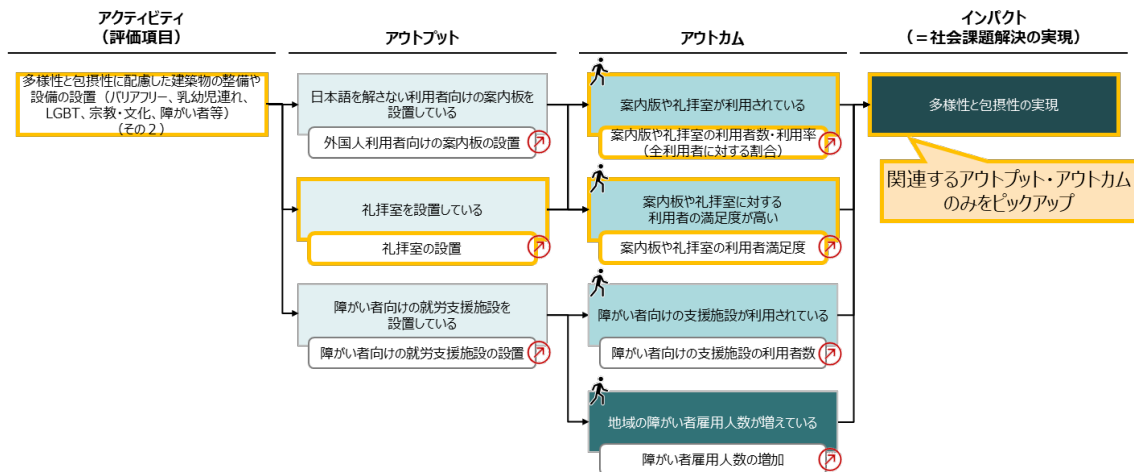 アクティビティ
（評価項目）
アウトプット
アウトカム
インパクト
（＝社会課題解決の実現）
多様性と包摂性に配慮した建築物の整備や
設備の設置（バリアフリー、乳幼児連れ、
LGBT、宗教・文化、障がい者等）
（その２）
日本語を解さない利用者向けの案内板を
設置している
外国人利用者向けの案内板の設置
礼拝室を設置している
礼拝室の設置
障がい者向けの就労支援施設を
設置している
障がい者向けの就労支援施設の設置
案内版や礼拝室が利用されている
案内版や礼拝室の利用者数・利用率
（全利用者に対する割合）
案内板や礼拝室に対する
利用者の満足度が高い
案内板や礼拝室の利用者満足度
障がい者向けの支援施設が利用されている
障がい者向けの支援施設の利用者数
地域の障がい者雇用人数が増えている
障がい者雇用人数の増加
多様性と包摂性の実現
関連するアウトプット・アウトカム
のみをピックアップ